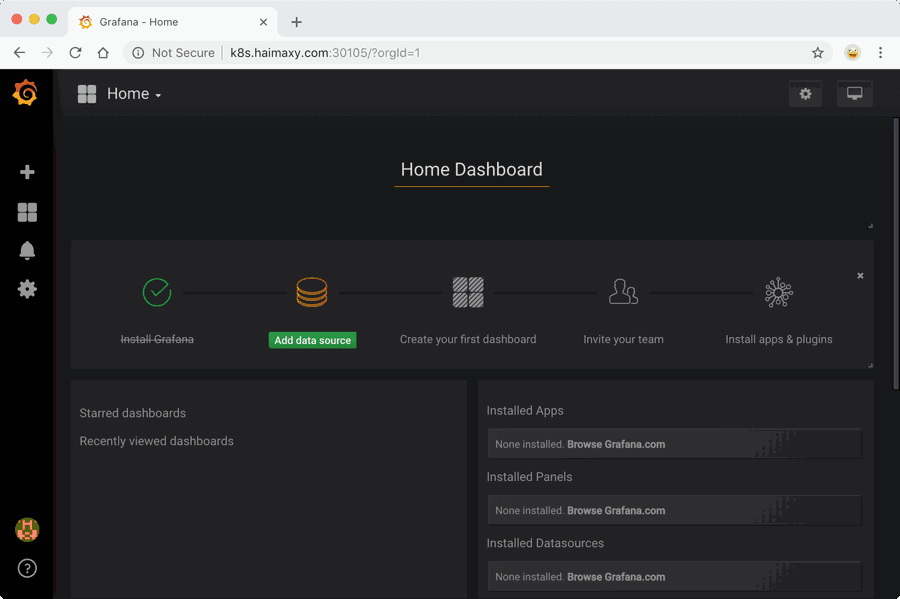 Grafana - Home
Not Secure k8s.haimaxy.com:30105/?orgId=1
Home
Home Dashboard
Install Grafana
Add data source
Create your first dashboard
Invite your team
Install apps & plugins
Starred dashboards
Recently viewed dashboards
Installed Apps
None installed. Browse Grafana.com
Installed Panels
None installed. Browse Grafana.com
Installed Datasources
None installed. Browse Grafana.com